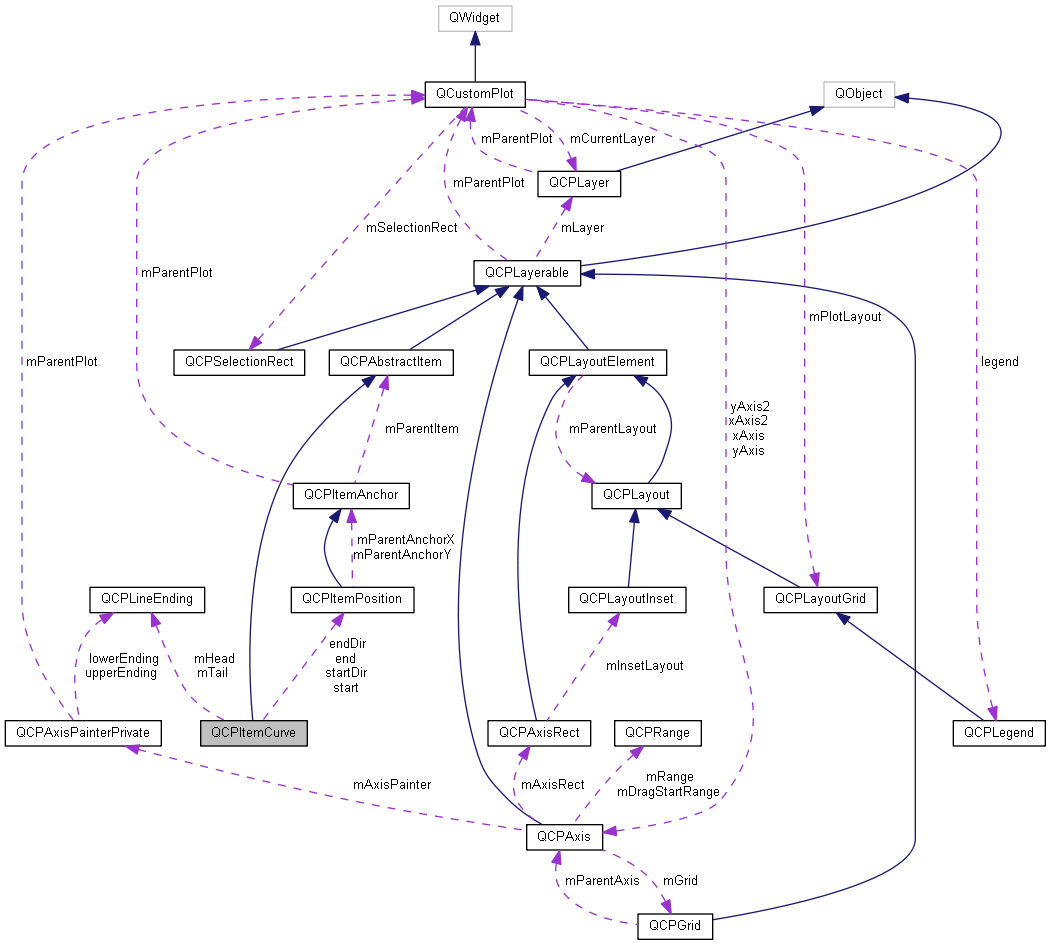 QWidget
QCustomPlot
QObject
mParentPlot
mCurrentLayer
QCPLayer
mParentPlot
mSelectionRect
mLayer
mParentPlot
QCPLayerable
mPlotLayout
mParentPlot
QCPSelectionRect
QCPAbstractItem
QCPLayoutElement
legend
yAxis2
xAxis2
xAxis
yAxis
mParentItem
mParentLayout
QCPItemAnchor
QCPLayout
mParentAnchorX
mParentAnchorY
QCPLineEnding
QCPItemPosition
QCPLayoutInset
QCPLayoutGrid
lowerEnding
upperEnding
mHead
mTail
endDir
end
startDir
start
mInsetLayout
QCPAxisPainterPrivate
QCPItemCurve
QCPAxisRect
QCPRange
QCPLegend
mAxisPainter
mAxisRect
mRange
mDragStartRange
QCPAxis
mParentAxis
mGrid
QCPGrid